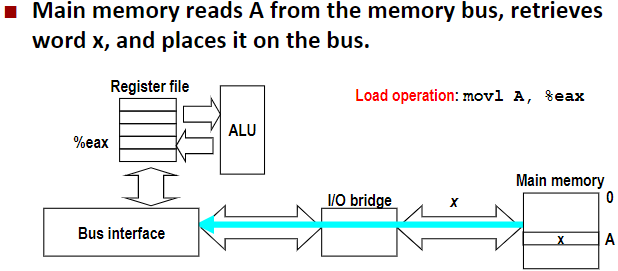 Main memory reads A from the memory bus, retrieves
word x, and places it on the bus.
Register file
Load operation: movl A, %eax
ALU
%eax
Main memory
I/O bridge
x
0
Bus interface
x
A